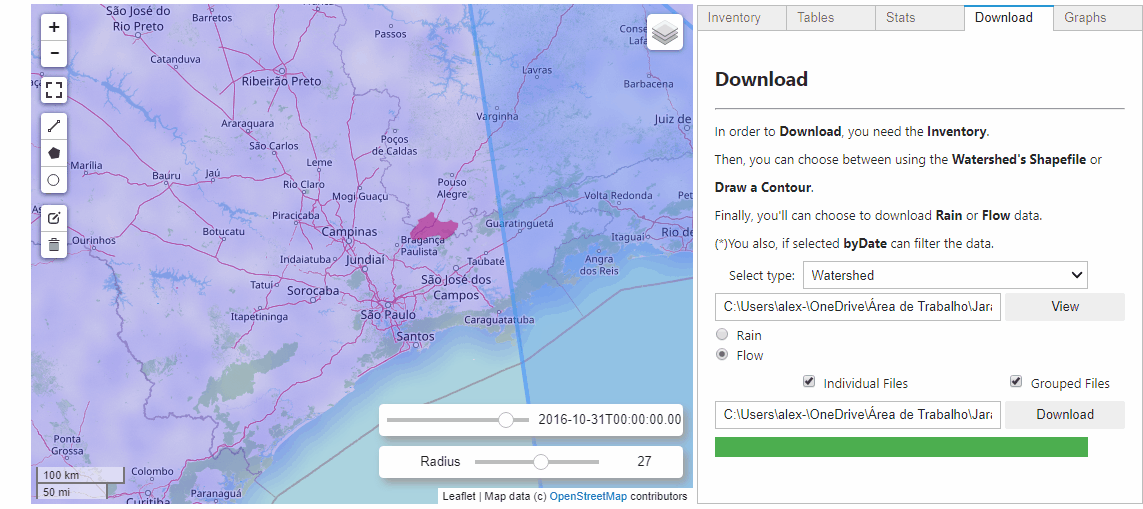 São José do
Rio Preto
Barretos
Passos
Conse
Lafa
Catanduva
Ribeirão Preto
Lavras
Barbacena
Varginha
Juiz de
Araraquara
São Carlos
Poços
de Caldas
Marília
Bauru
Jaú
Leme
Rio Claro
Mogi Guaçu
Pouso
Alegre
Volta Redonda
Pet
As
Piracicaba
Guaratinguetá
Ourinhos
Botucatu
Campinas
Bragança
Paulista
Itaguaí
Rio de
Indaiatuba
Jundiaí
Taubaté
Angra
dos Reis
Tatuí
Sorocaba
São José dos
Campos
Itapetininga
São Paulo
Caraguatatuba
Santos
Ponta
Grossa
Colombo
Curitiba
Paranaguá
+
−
100 km
50 mi
2016-10-31T00:00:00.00
Radius 27
Leaflet | Map data (c) OpenStreetMap contributors
Inventory Tables Stats Download Graphs
Download
In order to Download, you need the Inventory.
Then, you can choose between using the Watershed's Shapefile or
Draw a Contour.
Finally, you'll can choose to download Rain or Flow data.
(*)You also, if selected byDate can filter the data.
Select type: Watershed
C:\Users\alex-\OneDrive\Área de Trabalho\Jara View
Rain
Flow
Individual Files Grouped Files
C:\Users\alex-\OneDrive\Área de Trabalho\Jara Download